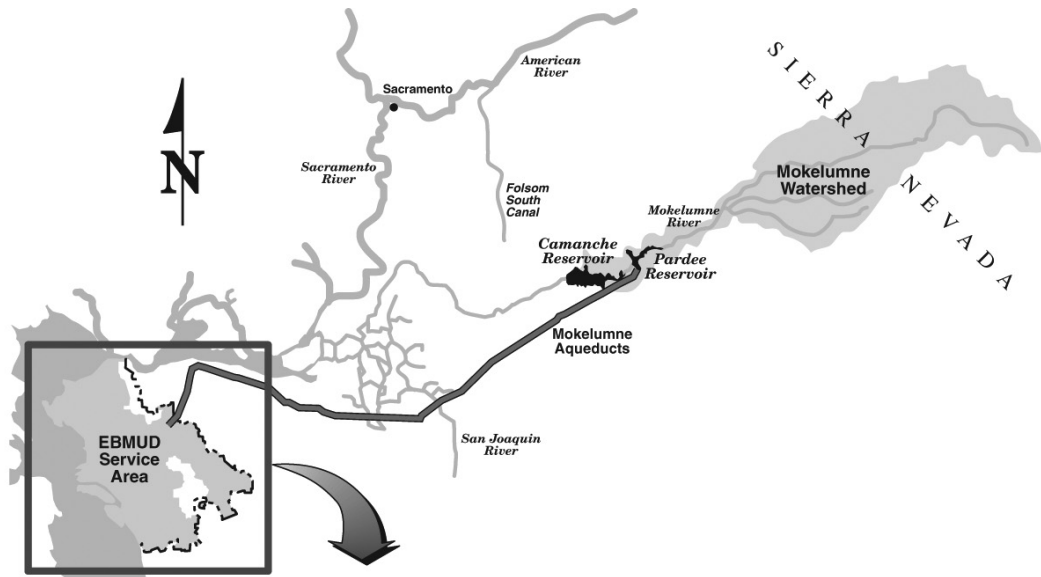 American
River
Sacramento
SIERRA
NEVADA
N
Sacramento
River
Folsom
South
Canal
Mokelumne
Watershed
Mokelumne
River
Camanche
Reservoir
Pardee
Reservoir
Mokelumne
Aqueducts
EBMUD
Service
Area
San Joaquin
River